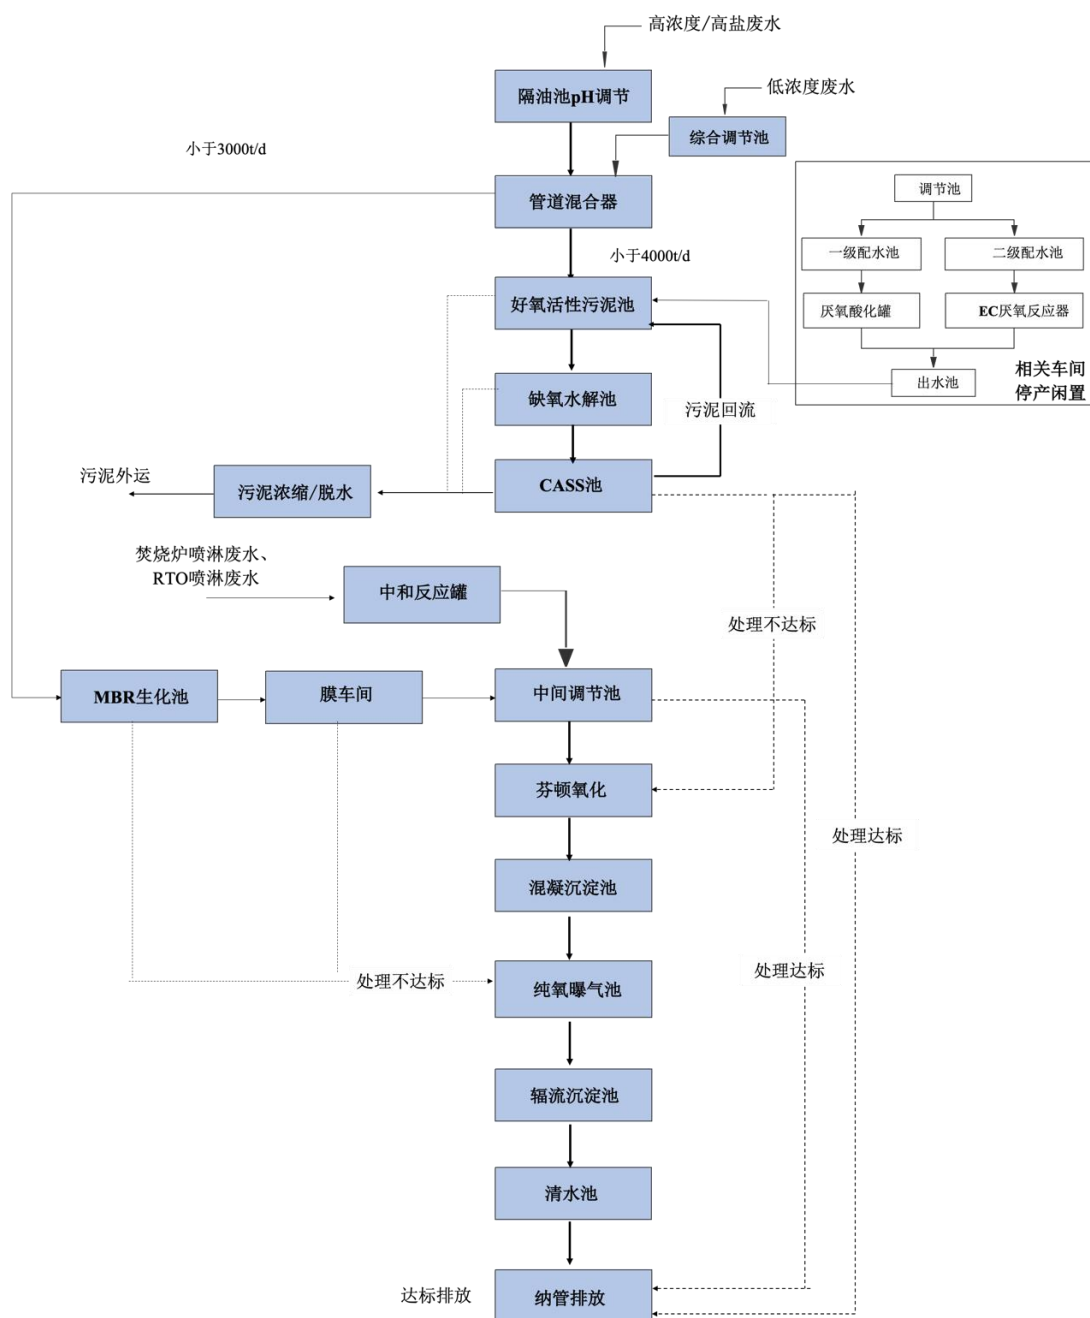 高浓度/高盐废水
隔油池pH调节
低浓度废水
综合调节池
小于3000t/d
管道混合器
调节池
小于4000t/d
一级配水池
二级配水池
好氧活性污泥池
厌氧酸化罐
EC厌氧反应器
相关车间
停产闲置
出水池
缺氧水解池
污泥回流
污泥外运
污泥浓缩/脱水
CASS池
焚烧炉喷淋废水、
RTO喷淋废水
中和反应罐
处理不达标
MBR生化池
膜车间
中间调节池
芬顿氧化
处理达标
混凝沉淀池
处理达标
处理不达标
纯氧曝气池
辐流沉淀池
清水池
达标排放
纳管排放